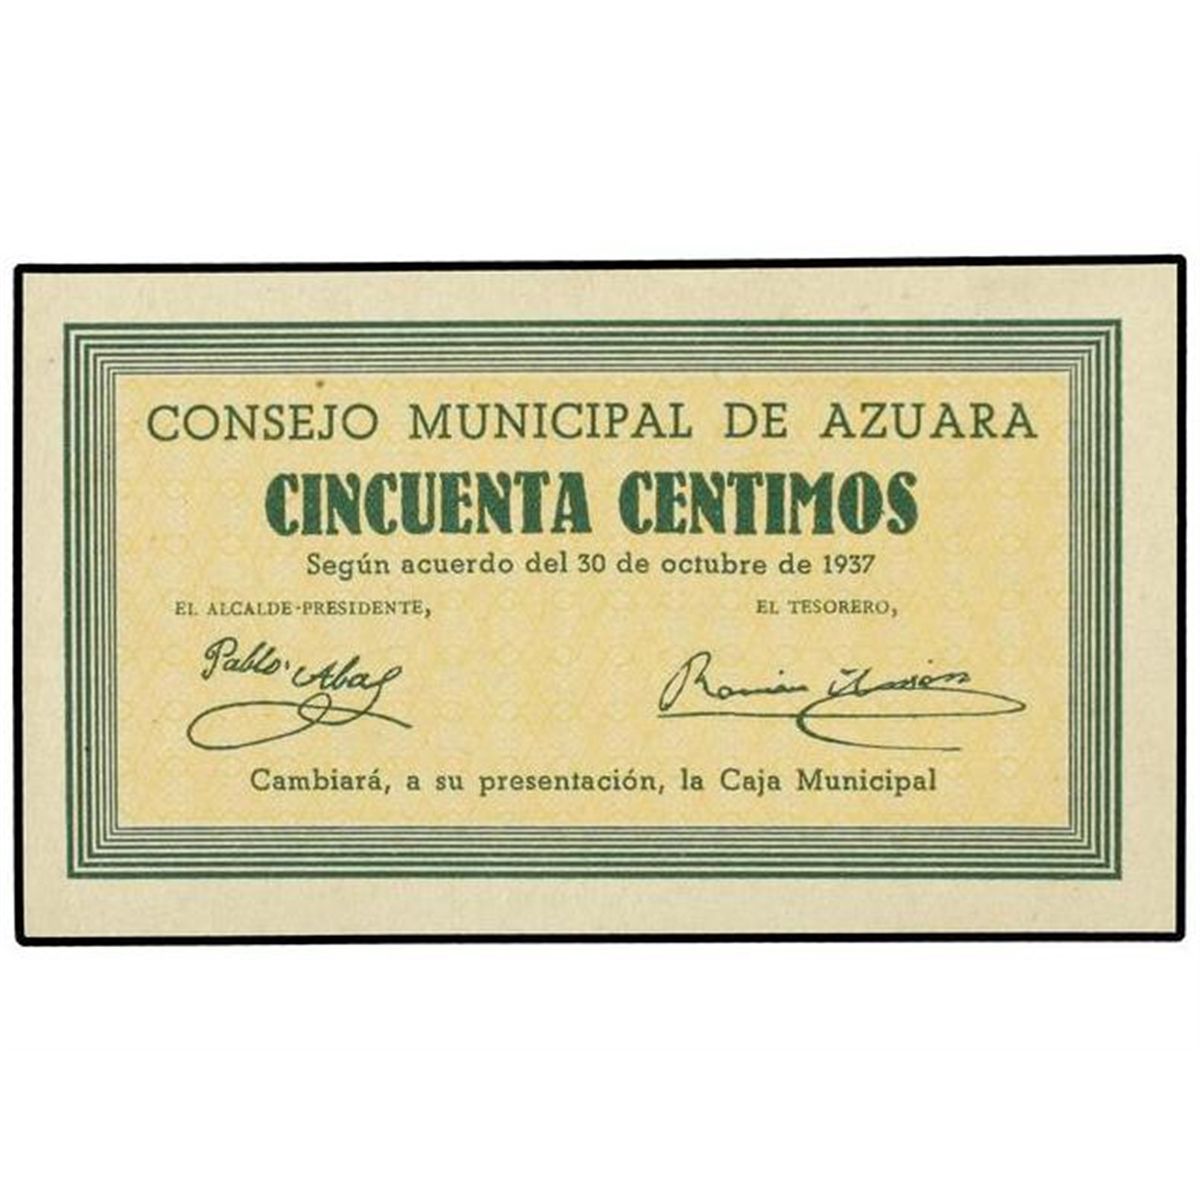 CONSEJO MUNICIPAL DE AZUARA
CINCUENTA CENTIMOS
Según acuerdo del 30 de octubre de 1937
EL ALCALDE-PRESIDENTE, EL TESORERO,
Pablo
Cambiará, a su presentación, la Caja Municipal